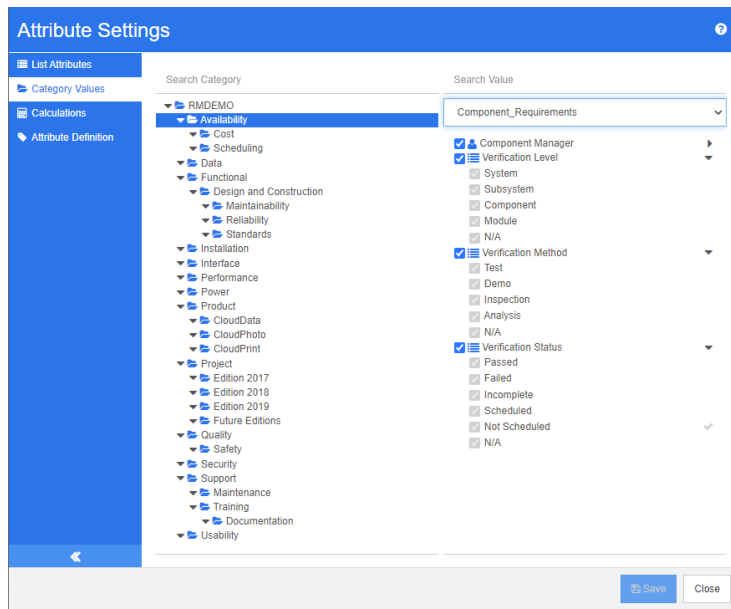 Attribute Settings
List Attributes
Category Values
Calculations
Attribute Definition
Search Category
RMDEMO
Availability
Cost
Scheduling
Data
Functional
Design and Construction
Maintainability
Reliability
Standards
Installation
Interface
Performance
Power
Product
CloudData
CloudPhoto
CloudPrint
Project
Edition 2017
Edition 2018
Edition 2019
Future Editions
Quality
Safety
Security
Support
Maintenance
Training
Documentation
Usability
Search Value
Component_Requirements
Component Manager
Verification Level
System
Subsystem
Component
Module
N/A
Verification Method
Test
Demo
Inspection
Analysis
N/A
Verification Status
Passed
Failed
Incomplete
Scheduled
Not Scheduled
N/A
Save
Close